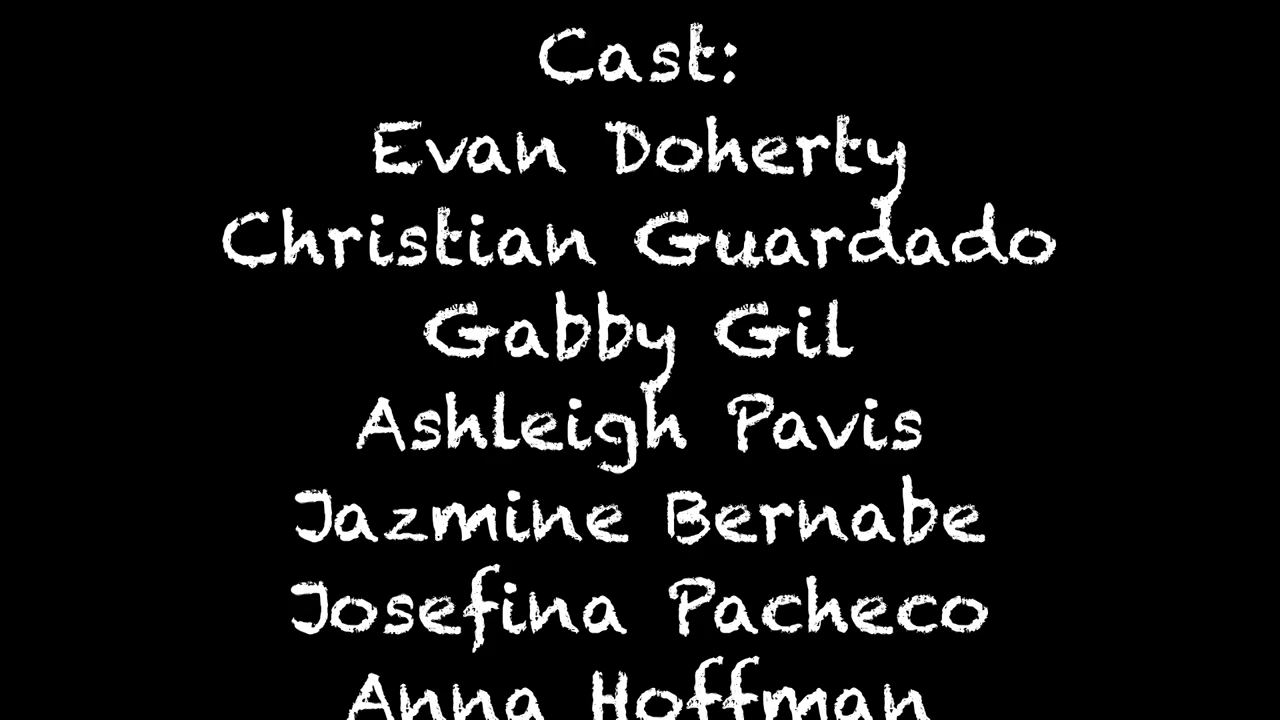 Cast:
Evan Doherty
Christian Guardado
Gabby Gil
Ashleigh Pavis
Jazmine Bernabe
Josefina Pacheco
Anna Hoffman